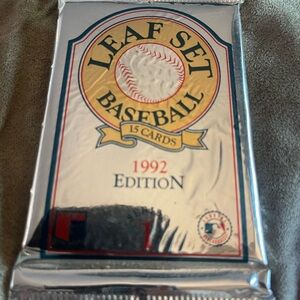 LEAF SET
BASEBALL
15 CARDS
1992
EDITION